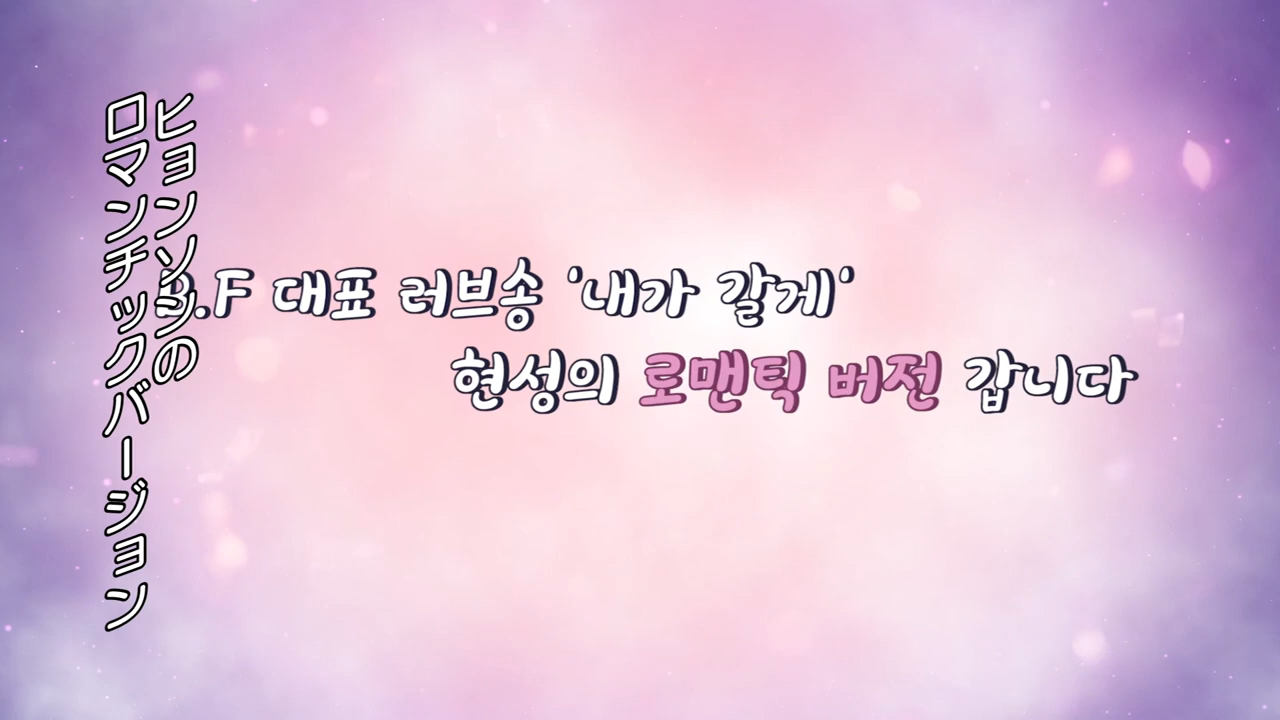 ヒョンソンの
ロマンチックバージョン
B.F 대표 러브송 '내가 갈게'
현성의 로맨틱 버전 갑니다